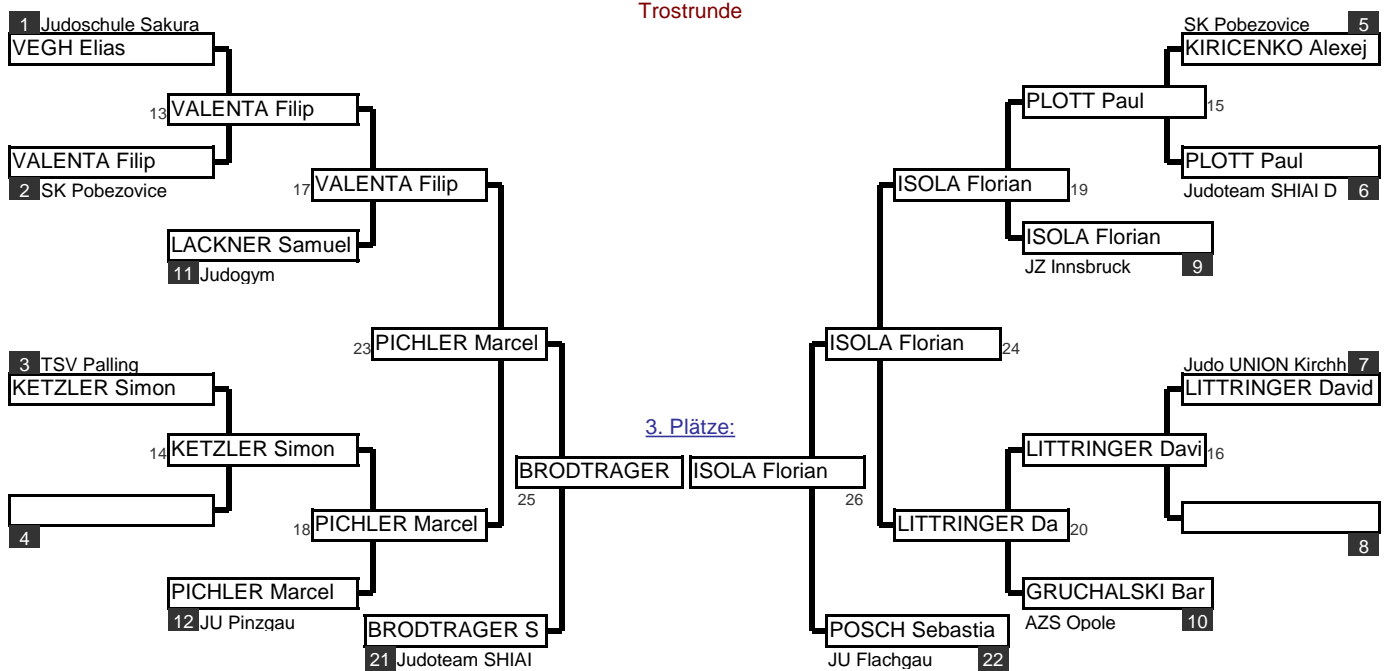 Trostrunde
1 Judoschule Sakura
VEGH Elias
13 VALENTA Filip
VALENTA Filip
2 SK Pobezovice
17 VALENTA Filip
LACKNER Samuel
11 Judogym
23 PICHLER Marcel
3 TSV Palling
KETZLER Simon
14 KETZLER Simon
4
18 PICHLER Marcel
PICHLER Marcel
12 JU Pinzgau
BRODTRAGER S
21 Judoteam SHIAI
3. Plätze:
BRODTRAGER
25
ISOLA Florian
26
SK Pobezovice 5
KIRICENKO Alexej
PLOTT Paul 15
PLOTT Paul
Judoteam SHIAI D 6
ISOLA Florian 19
ISOLA Florian
JZ Innsbruck 9
ISOLA Florian 24
Judo UNION Kirchh 7
LITTRINGER David
LITTRINGER Davi 16
8
LITTRINGER Da 20
GRUCHALSKI Bar
AZS Opole 10
POSCH Sebastia
JU Flachgau 22